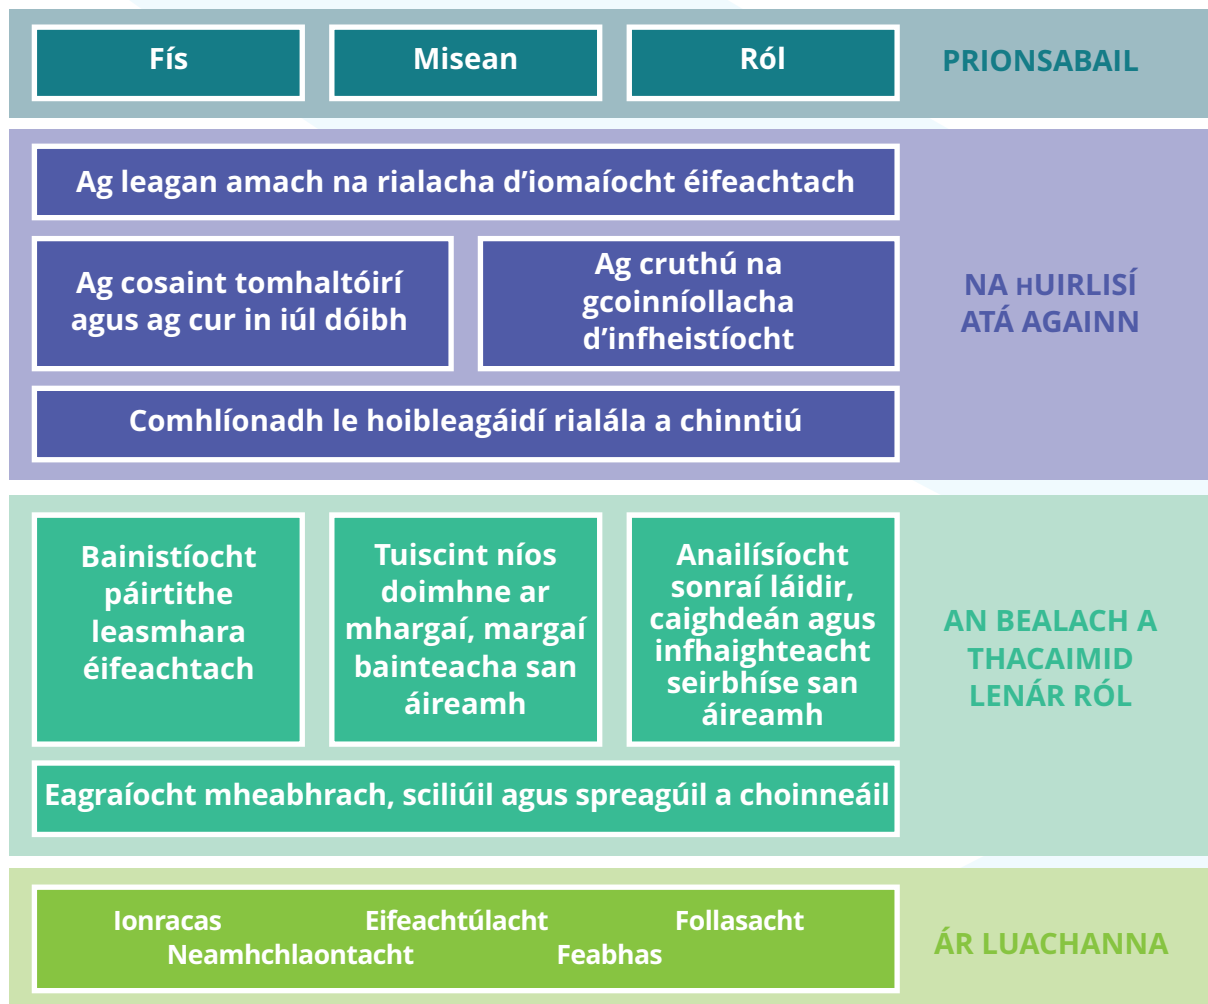 Fís
Misean
Ról
PRIONSABAIL
Ag leagan amach na rialacha d’iomaíocht éifeachtach
Ag cosaint tomhaltóirí
agus ag cur in iúl dóibh
Ag cruthú na
gcoinníollacha
d’infheistíocht
Comhlíonadh le hoibleagáidí rialála a chinntiú
NA HUIRLISÍ
ATÁ AGAINN
Bainistíocht
páirtithe
leasmhara
éifeachtach
Tuiscint níos
doimhne ar
mhargaí, margaí
bainteacha san
áireamh
Anailísíocht
sonraí láidir,
caighdeán agus
infhaighteacht
seirbhíse san
áireamh
Eagraíocht mheabhrach, sciliúil agus spreagúil a choinneáil
AN BEALACH A
THACAIMID
LENÁR RÓL
Ionracas Eifeachtúlacht Follasacht
Neamhchlaontacht Feabhas
ÁR LUACHANNA